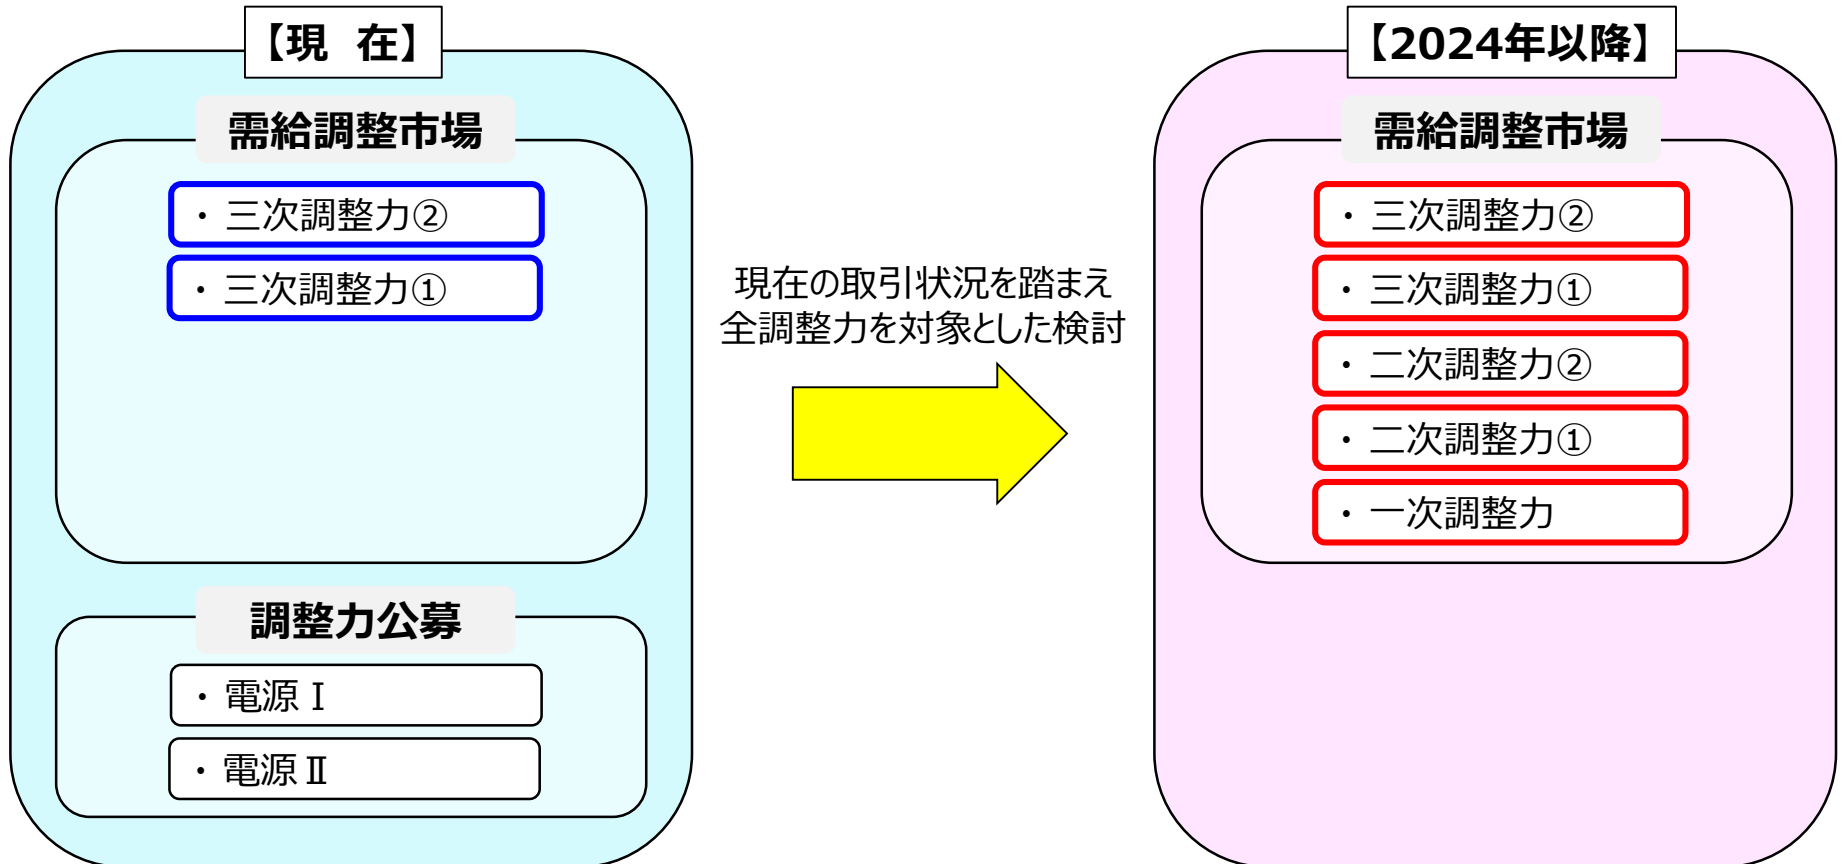 【現 在】
需給調整市場
・三次調整力②
・三次調整力①
調整力公募
・電源Ⅰ
・電源Ⅱ
現在の取引状況を踏まえ
全調整力を対象とした検討
【2024年以降】
需給調整市場
・三次調整力②
・三次調整力①
・二次調整力②
・二次調整力①
・一次調整力